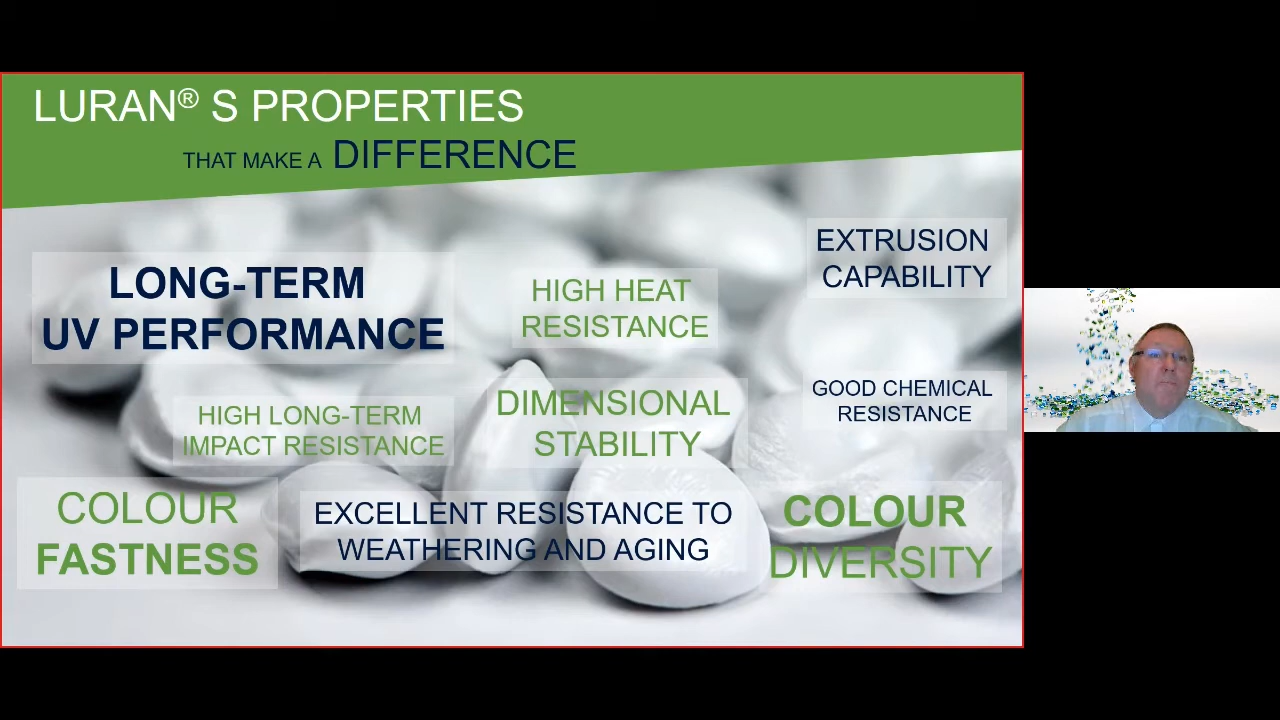 LURAN® S PROPERTIES
THAT MAKE A DIFFERENCE
LONG-TERM
UV PERFORMANCE
HIGH HEAT
RESISTANCE
EXTRUSION
CAPABILITY
HIGH LONG-TERM
IMPACT RESISTANCE
DIMENSIONAL
STABILITY
GOOD CHEMICAL
RESISTANCE
COLOUR
FASTNESS
EXCELLENT RESISTANCE TO
WEATHERING AND AGING
COLOUR
DIVERSITY